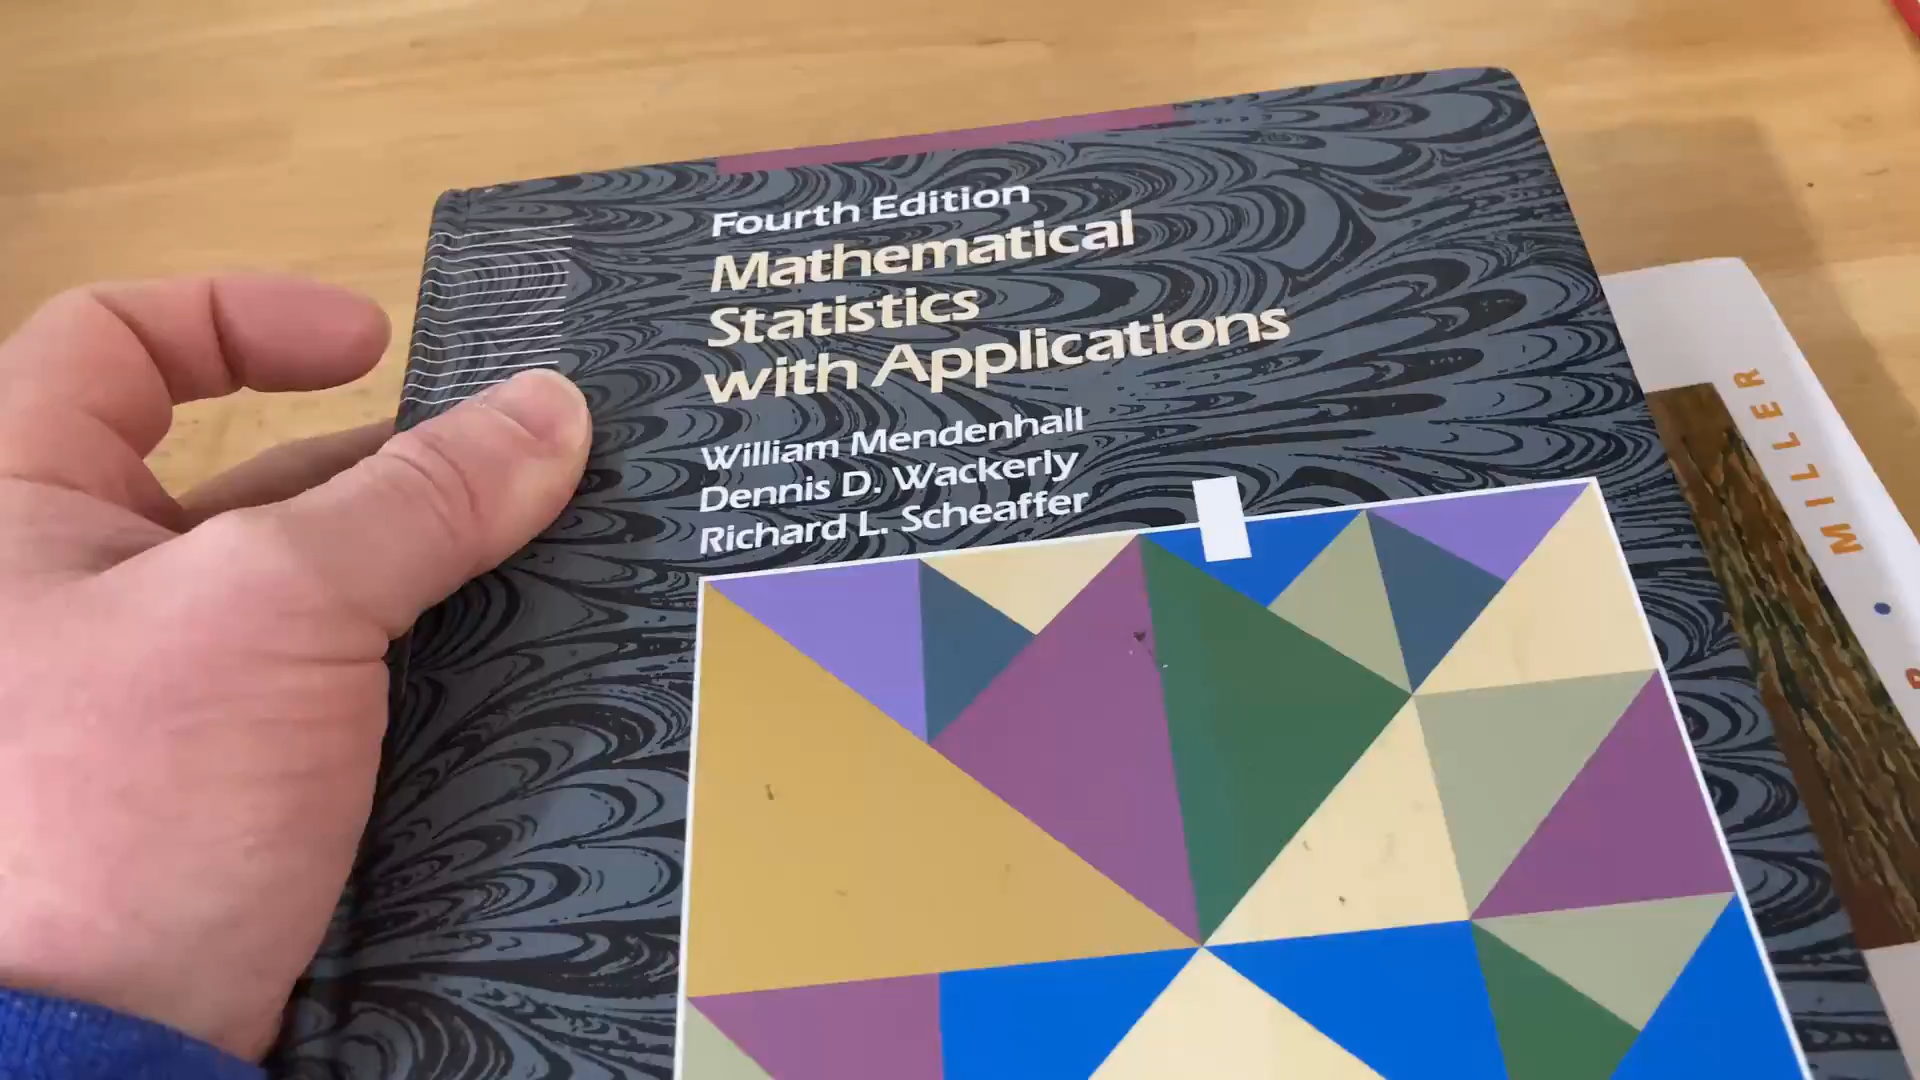 Fourth Edition
Mathematical
Statistics
with Applications
William Mendenhall
Dennis D. Wackerly
Richard L. Scheaffer
MILLER